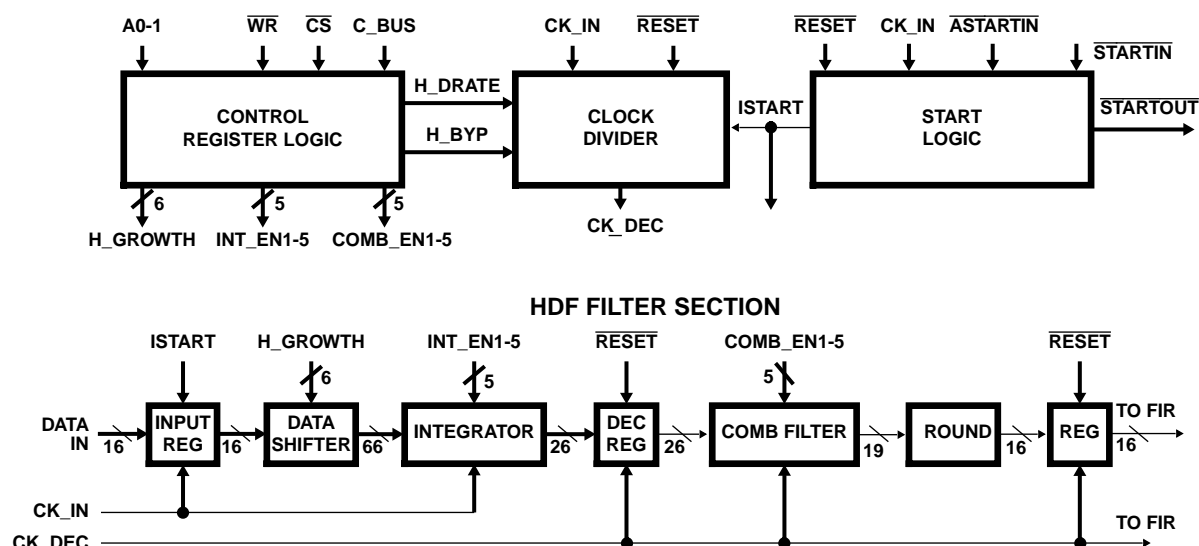 A0-1 WR CS C_BUS CK_IN RESET RESET CK_IN ASTARTIN
STARTIN
H_DRATE ISTART STARTOUT
CONTROL
REGISTER LOGIC
CLOCK
DIVIDER
START
LOGIC
H_BYP
6 5 5
H_GROWTH INT_EN1-5 COMB_EN1-5
CK_DEC
HDF FILTER SECTION
ISTART H_GROWTH INT_EN1-5 RESET COMB_EN1-5 RESET
6 5 5
DATA
IN
INPUT
REG
DATA
SHIFTER
INTEGRATOR
DEC
REG
COMB FILTER
ROUND
REG
TO FIR
16 16 66 26 26 19 16 16
CK_IN
TO FIR
CK_DEC